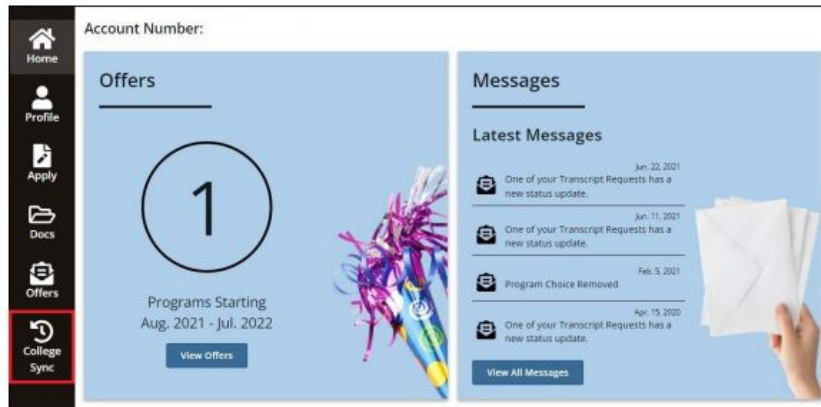 Account Number:
Home
Profile
Apply
Docs
Offers
College
Sync
Offers
1
Programs Starting
Aug. 2021 - Jul. 2022
View Offers
Messages
Latest Messages
Jun. 22, 2021
One of your Transcript Requests has a
new status update.
Jun. 11, 2021
One of your Transcript Requests has a
new status update.
Feb. 5, 2021
Program Choice Removed
Apr. 15, 2020
One of your Transcript Requests has a
new status update.
View All Messages